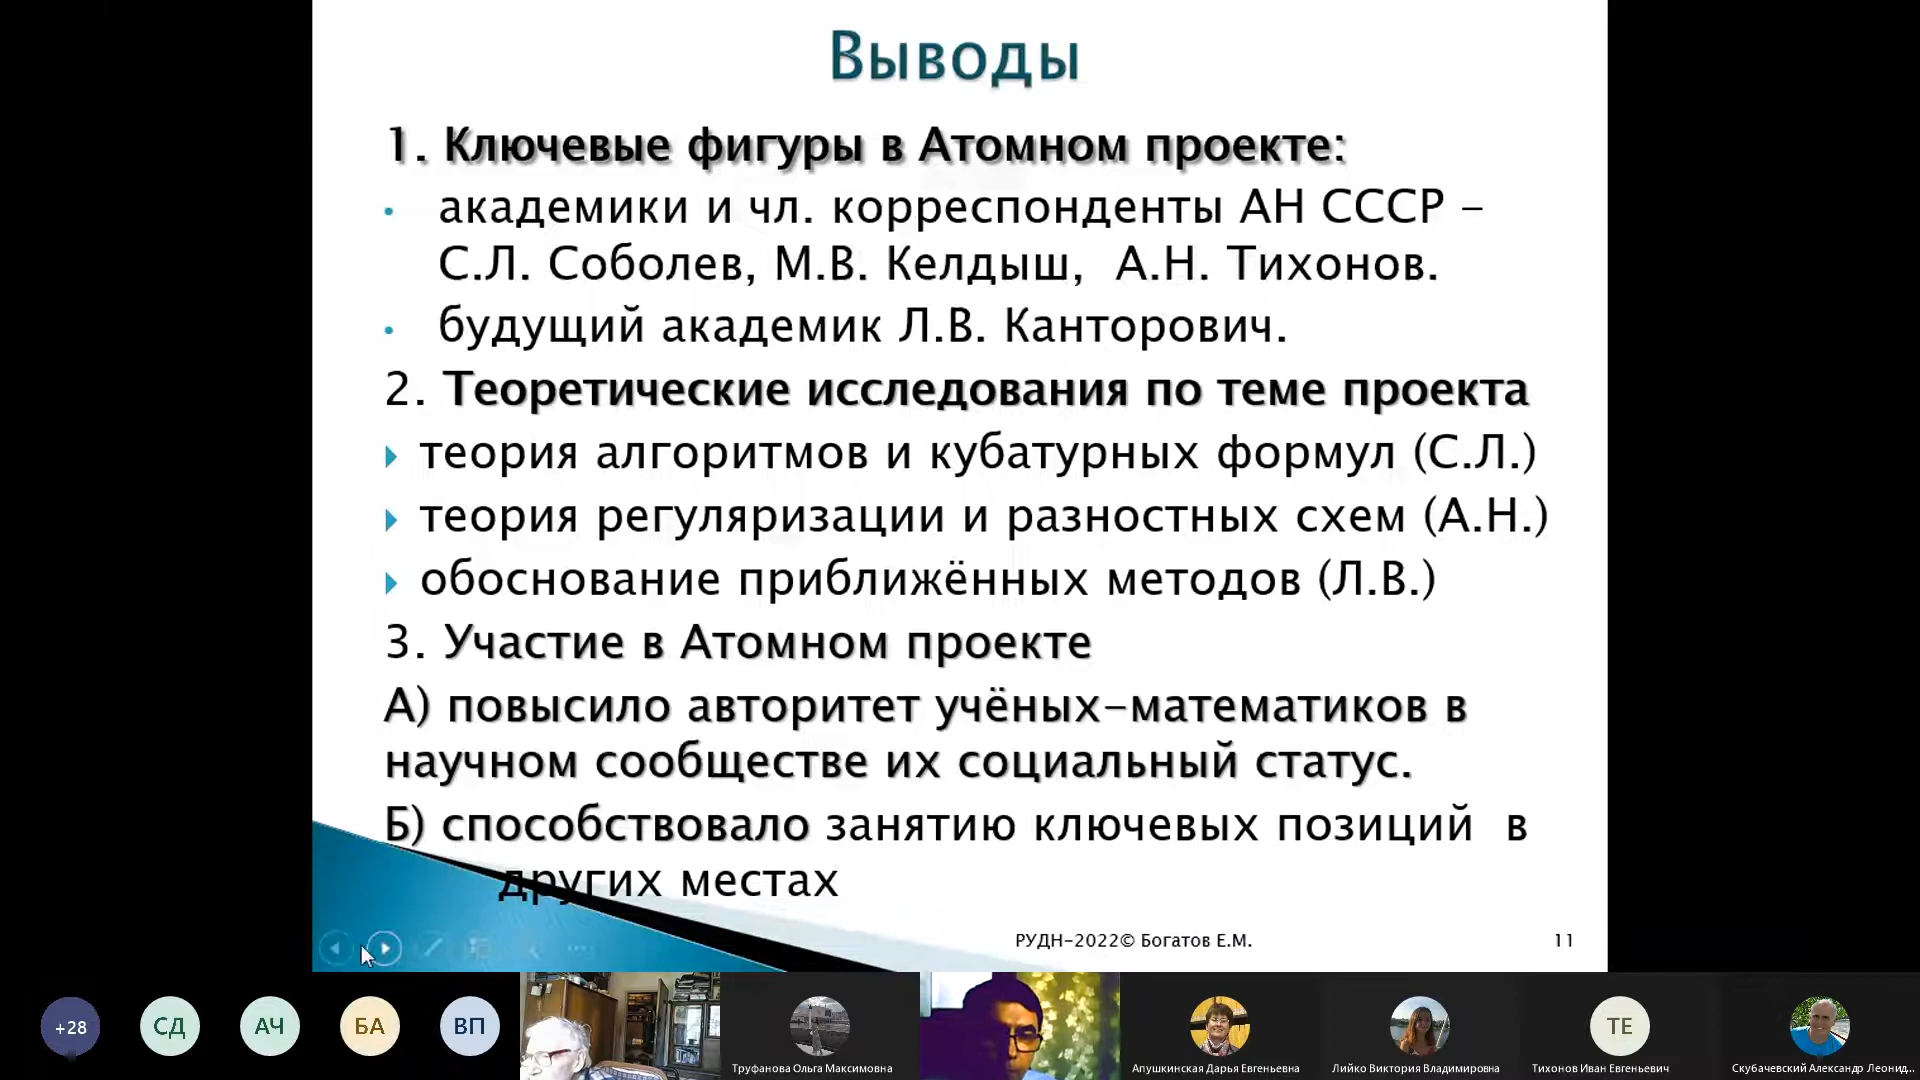 Выводы
1. Ключевые фигуры в Атомном проекте:
• академики и чл. корреспонденты АН СССР –
С.Л. Соболев, М.В. Келдыш, А.Н. Тихонов.
• будущий академик Л.В. Канторович.
2. Теоретические исследования по теме проекта
теория алгоритмов и кубатурных формул (С.Л.)
теория регуляризации и разностных схем (А.Н.)
обоснование приближённых методов (Л.В.)
3. Участие в Атомном проекте
А) повысило авторитет учёных-математиков в
научном сообществе их социальный статус.
Б) способствовало занятию ключевых позиций в
других местах
РУДН-2022© Богатов Е.М. 11
+28 СД АЧ БА ВП ТЕ
Труфанова Ольга Максимовна Апушкинская Дарья Евгеньевна Лийко Виктория Владимировна Тихонов Иван Евгеньевич Скубачевский Александр Леонид...